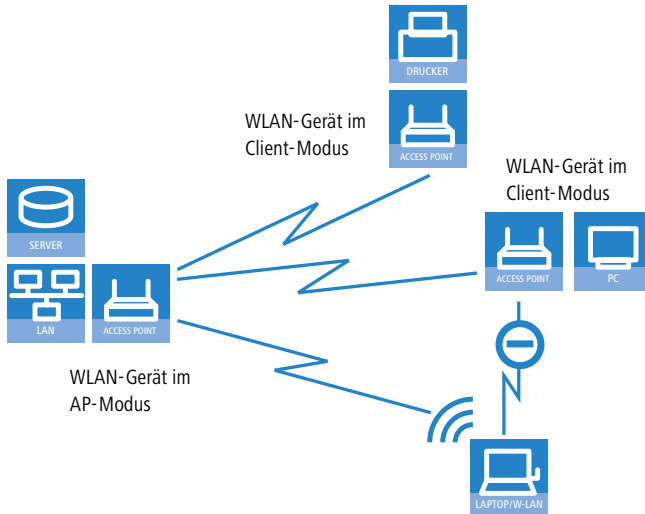 DRUCKER
WLAN-Gerät im
Client-Modus
ACCESS POINT
WLAN-Gerät im
Client-Modus
SERVER
ACCESS POINT
PC
LAN
ACCESS POINT
WLAN-Gerät im
AP-Modus
LAPTOP/W-LAN